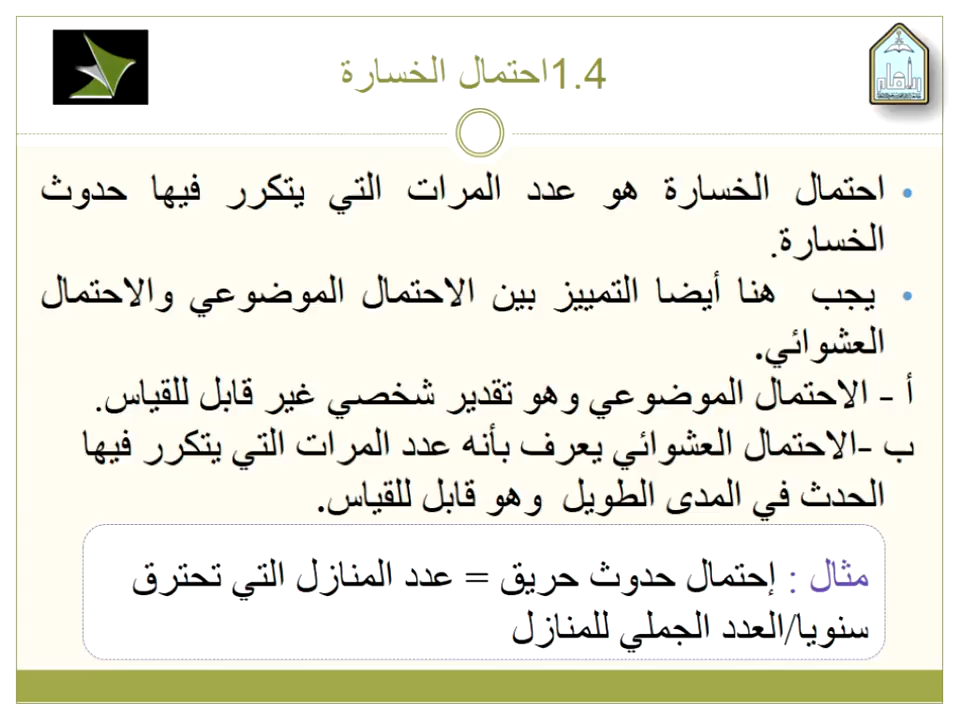 1.4احتمال الخسارة
• احتمال الخسارة هو عدد المرات التي يتكرر فيها حدوث
الخسارة.
• يجب هنا أيضا التمييز بين الاحتمال الموضوعي والاحتمال
العشوائي.
أ - الاحتمال الموضوعي وهو تقدير شخصي غير قابل للقياس.
ب -الاحتمال العشوائي يعرف بأنه عدد المرات التي يتكرر فيها
الحدث في المدى الطويل وهو قابل للقياس.
مثال : إحتمال حدوث حريق = عدد المنازل التي تحترق
سنويا/العدد الجملي للمنازل